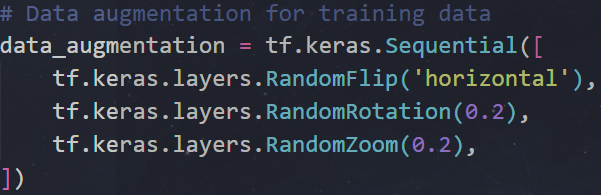 # Data augmentation for training data
data_augmentation = tf.keras.Sequential([
    tf.keras.layers.RandomFlip('horizontal'),
    tf.keras.layers.RandomRotation(0.2),
    tf.keras.layers.RandomZoom(0.2),
])